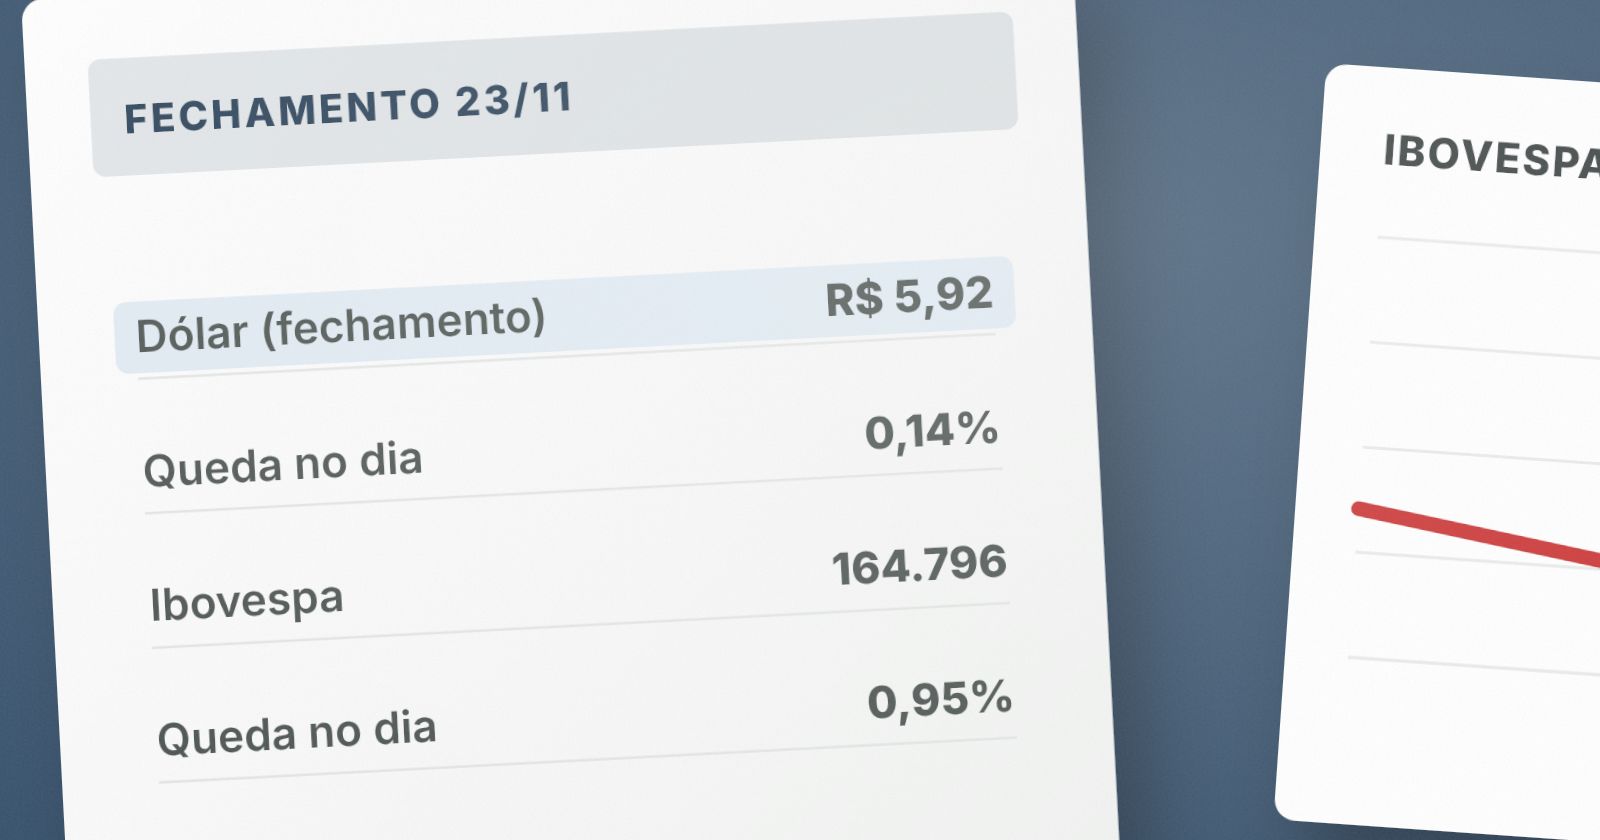 FECHAMENTO 23/11
Dólar (fechamento) R$ 5,92
Queda no dia 0,14%
Ibovespa 164.796
Queda no dia 0,95%
IBOVESPA